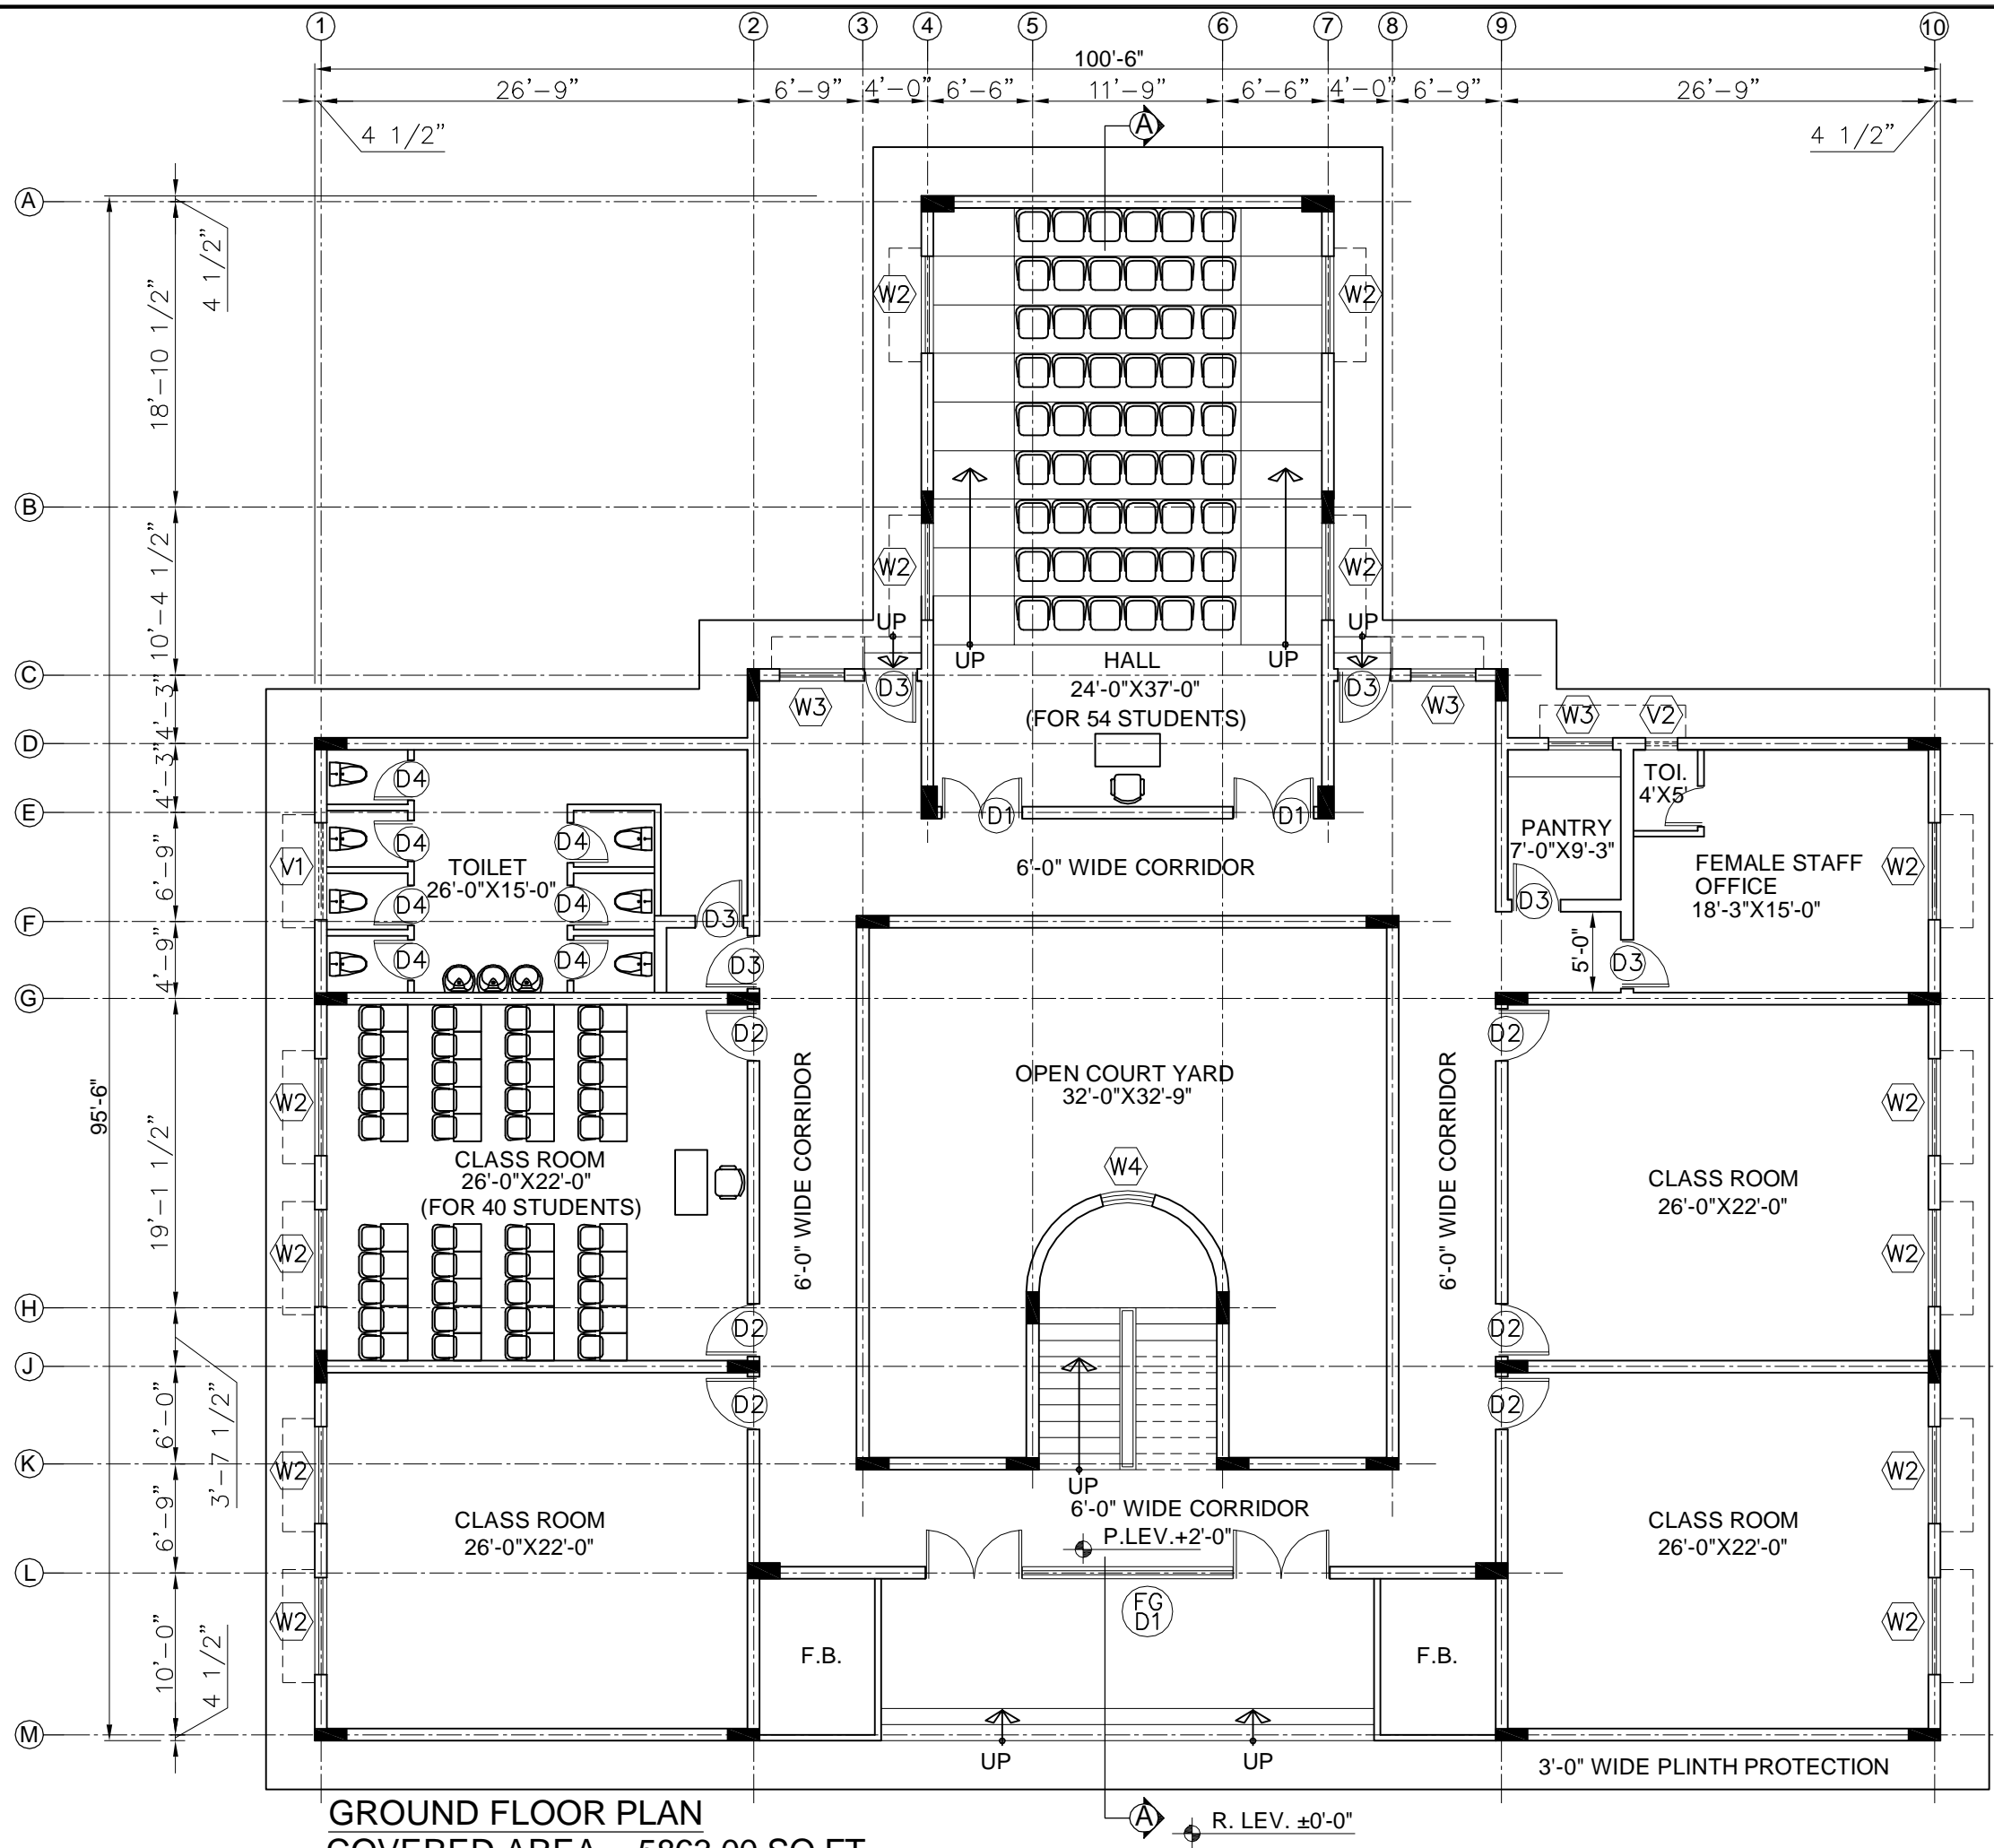 1 2 3 4 5 6 7 8 9 10
100'-6"
26'-9" 6'-9" 4'-0" 6'-6" 11'-9" 6'-6" 4'-0" 6'-9" 26'-9"
4 1/2" A 4 1/2"
A
4 1/2"
18'-10 1/2"
W2 W2
B
10'-4 1/2"
W2 W2
UP UP
UP HALL UP
C
24'-0"X37'-0"
D3 D3
(FOR 54 STUDENTS)
W3 W3 W3 V2
4'-3"
D
4'-3"
D4 TOI.
4'X5'
E
D1 D1
PANTRY
7'-0"X9'-3"
6'-9"
V1 D4 D4
TOILET
26'-0"X15'-0"
6'-0" WIDE CORRIDOR
FEMALE STAFF
OFFICE
18'-3"X15'-0"
W2
D4 D4 D3 D3
F
4'-9"
D4 D4 D3 5'-0" D3
G
D2 D2
95'-6"
19'-1 1/2"
W2 W2
6'-0" WIDE CORRIDOR
OPEN COURT YARD
32'-0"X32'-9"
6'-0" WIDE CORRIDOR
W4
CLASS ROOM
26'-0"X22'-0"
(FOR 40 STUDENTS)
CLASS ROOM
26'-0"X22'-0"
W2 W2
H
D2 D2
3'-7 1/2"
J
D2 D2
6'-0"
K
W2 W2
UP
6'-0" WIDE CORRIDOR
P.LEV.+2'-0"
6'-9"
CLASS ROOM
26'-0"X22'-0"
CLASS ROOM
26'-0"X22'-0"
L
W2 W2
FG
D1
10'-0"
F.B. F.B.
4 1/2"
M
UP UP
3'-0" WIDE PLINTH PROTECTION
GROUND FLOOR PLAN
A R. LEV. ±0'-0"
COVERED AREA 5862.00 SQ.FT